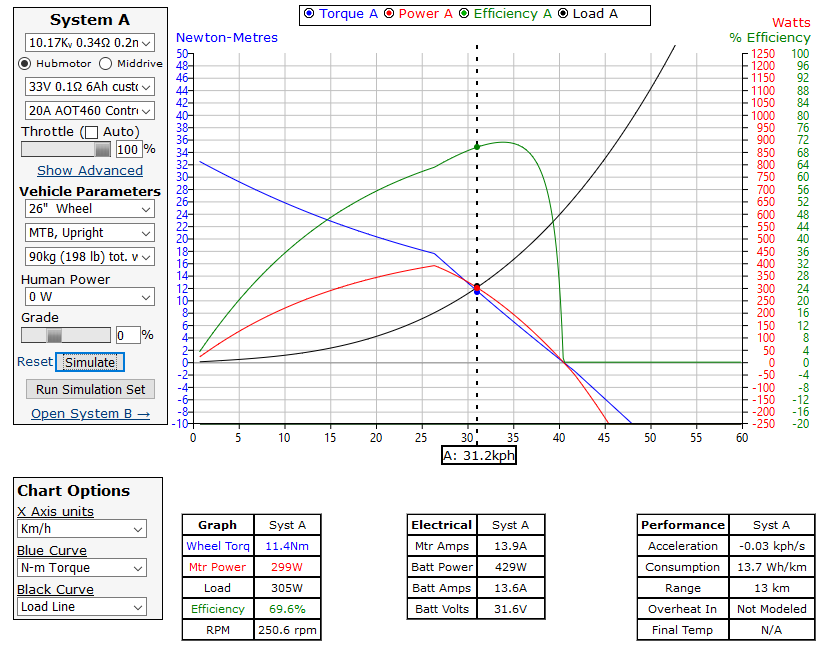 System A
10.17Kv 0.34Ω 0.2n
Hubmotor Middrive
33V 0.1Ω 6Ah custc
20A AOT460 Contr
Throttle ( Auto)
100 %
Show Advanced
Vehicle Parameters
26" Wheel
MTB, Upright
90kg (198 lb) tot. w
Human Power
0 W
Grade
0 %
Reset Simulate
Run Simulation Set
Open System B →
Torque A Power A Efficiency A Load A
Newton-Metres
Watts
% Efficiency
50 1250 100
48 1200 96
46 1150 92
44 1100 88
42 1050 84
40 1000 80
38 950 76
36 900 72
34 850 68
32 800 64
30 750 60
28 700 56
26 650 52
24 600 48
22 550 44
20 500 40
18 450 36
16 400 32
14 350 28
12 300 24
10 250 20
8 200 16
6 150 12
4 100 8
2 50 4
0 0 0
-2 -50 -4
-4 -100 -8
-6 -150 -12
-8 -200 -16
-10 -250 -20
0 5 10 15 20 25 30 35 40 45 50 55 60
A: 31.2kph
Chart Options
X Axis units
Km/h
Blue Curve
N-m Torque
Black Curve
Load Line
Graph Syst A
Wheel Torq 11.4Nm
Mtr Power 299W
Load 305W
Efficiency 69.6%
RPM 250.6 rpm
Electrical Syst A
Mtr Amps 13.9A
Batt Power 429W
Batt Amps 13.6A
Batt Volts 31.6V
Performance Syst A
Acceleration -0.03 kph/s
Consumption 13.7 Wh/km
Range 13 km
Overheat In Not Modeled
Final Temp N/A